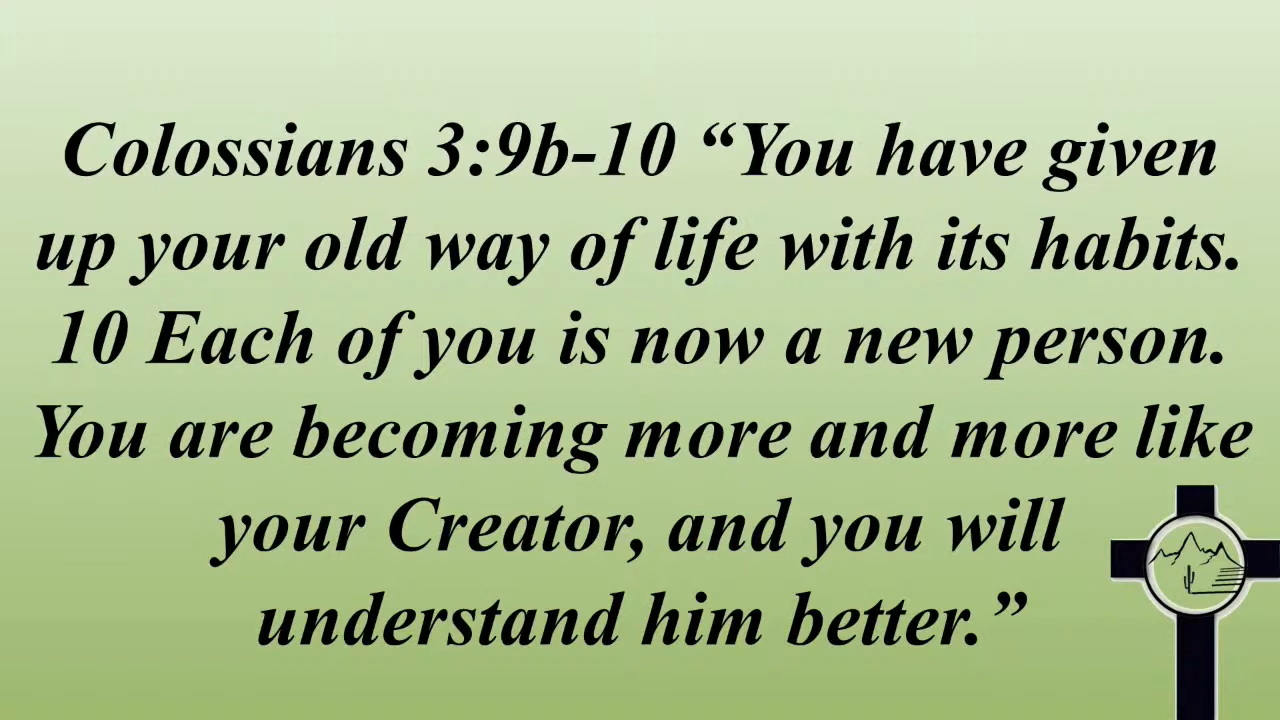 Colossians 3:9b-10 “You have given
up your old way of life with its habits.
10 Each of you is now a new person.
You are becoming more and more like
your Creator, and you will
understand him better.”